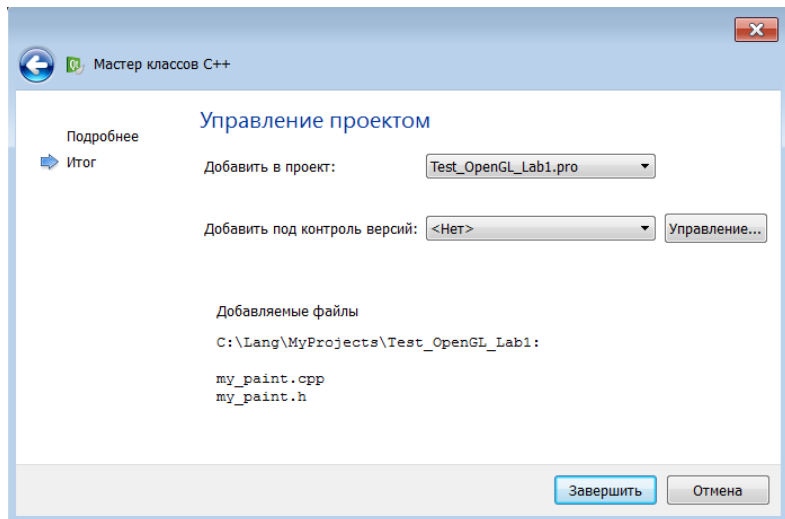 Мастер классов C++
Подробнее
Итог
Управление проектом
Добавить в проект: Test_OpenGL_Lab1.pro
Добавить под контроль версий: <Нет> Управление...
Добавляемые файлы
C:\Lang\MyProjects\Test_OpenGL_Lab1:
my_paint.cpp
my_paint.h
Завершить Отмена